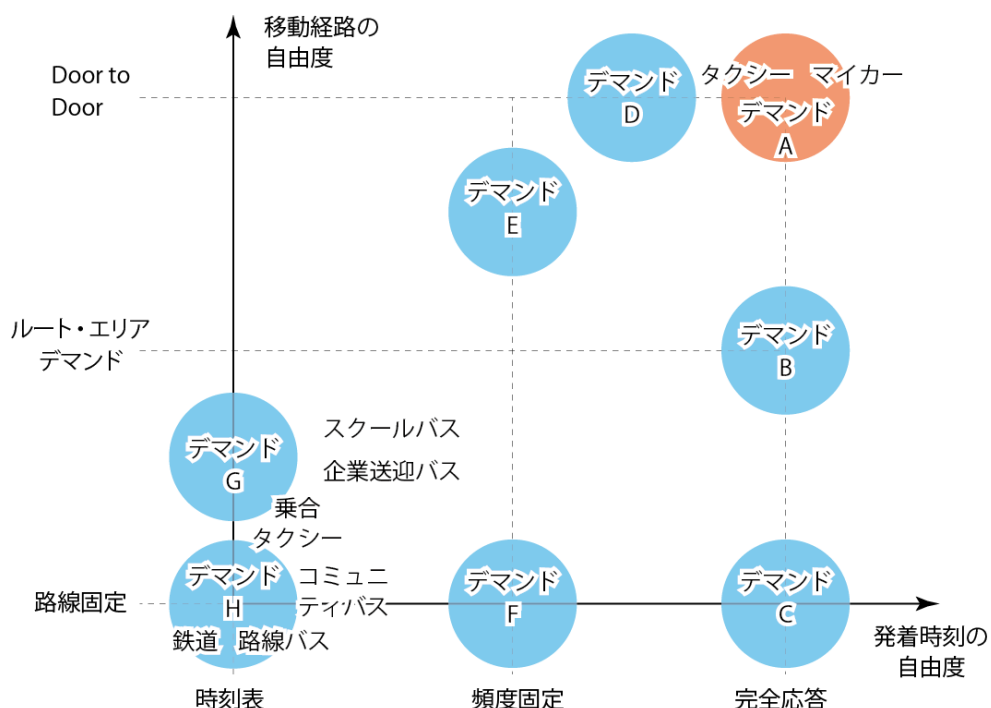 移動経路の
自由度
Door to
Door
デマンド
D
タクシー マイカー
デマンド
A
デマンド
E
ルート・エリア
デマンド
デマンド
B
スクールバス
企業送迎バス
デマンド
G
乗合
タクシー
路線固定
デマンド
H
コミュニ
ティバス
鉄道 路線バス
デマンド
F
デマンド
C
発着時刻の
自由度
時刻表
頻度固定
完全応答